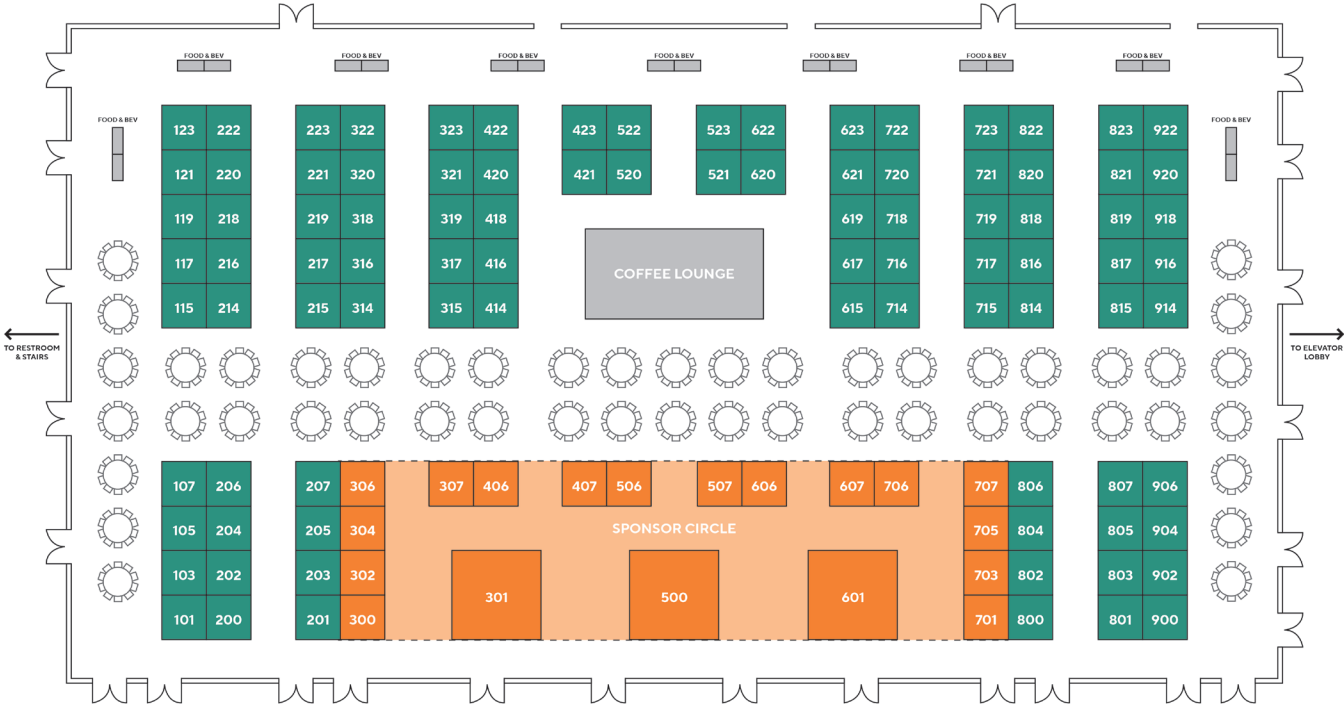 FOOD & BEV FOOD & BEV FOOD & BEV FOOD & BEV FOOD & BEV FOOD & BEV FOOD & BEV
FOOD & BEV FOOD & BEV
123 222 223 322 323 422 423 522 523 622 623 722 723 822 823 922
121 220 221 320 321 420 421 520 521 620 621 720 721 820 821 920
119 218 219 318 319 418 619 718 719 818 819 918
117 216 217 316 317 416 COFFEE LOUNGE 617 716 717 816 817 916
115 214 215 314 315 414 615 714 715 814 815 914
TO RESTROOM
& STAIRS
TO ELEVATOR
LOBBY
107 206 207 306 307 406 407 506 507 606 607 706 707 806 807 906
105 204 205 304 SPONSOR CIRCLE 705 804 805 904
103 202 203 302 703 802 803 902
301 500 601
101 200 201 300 701 800 801 900